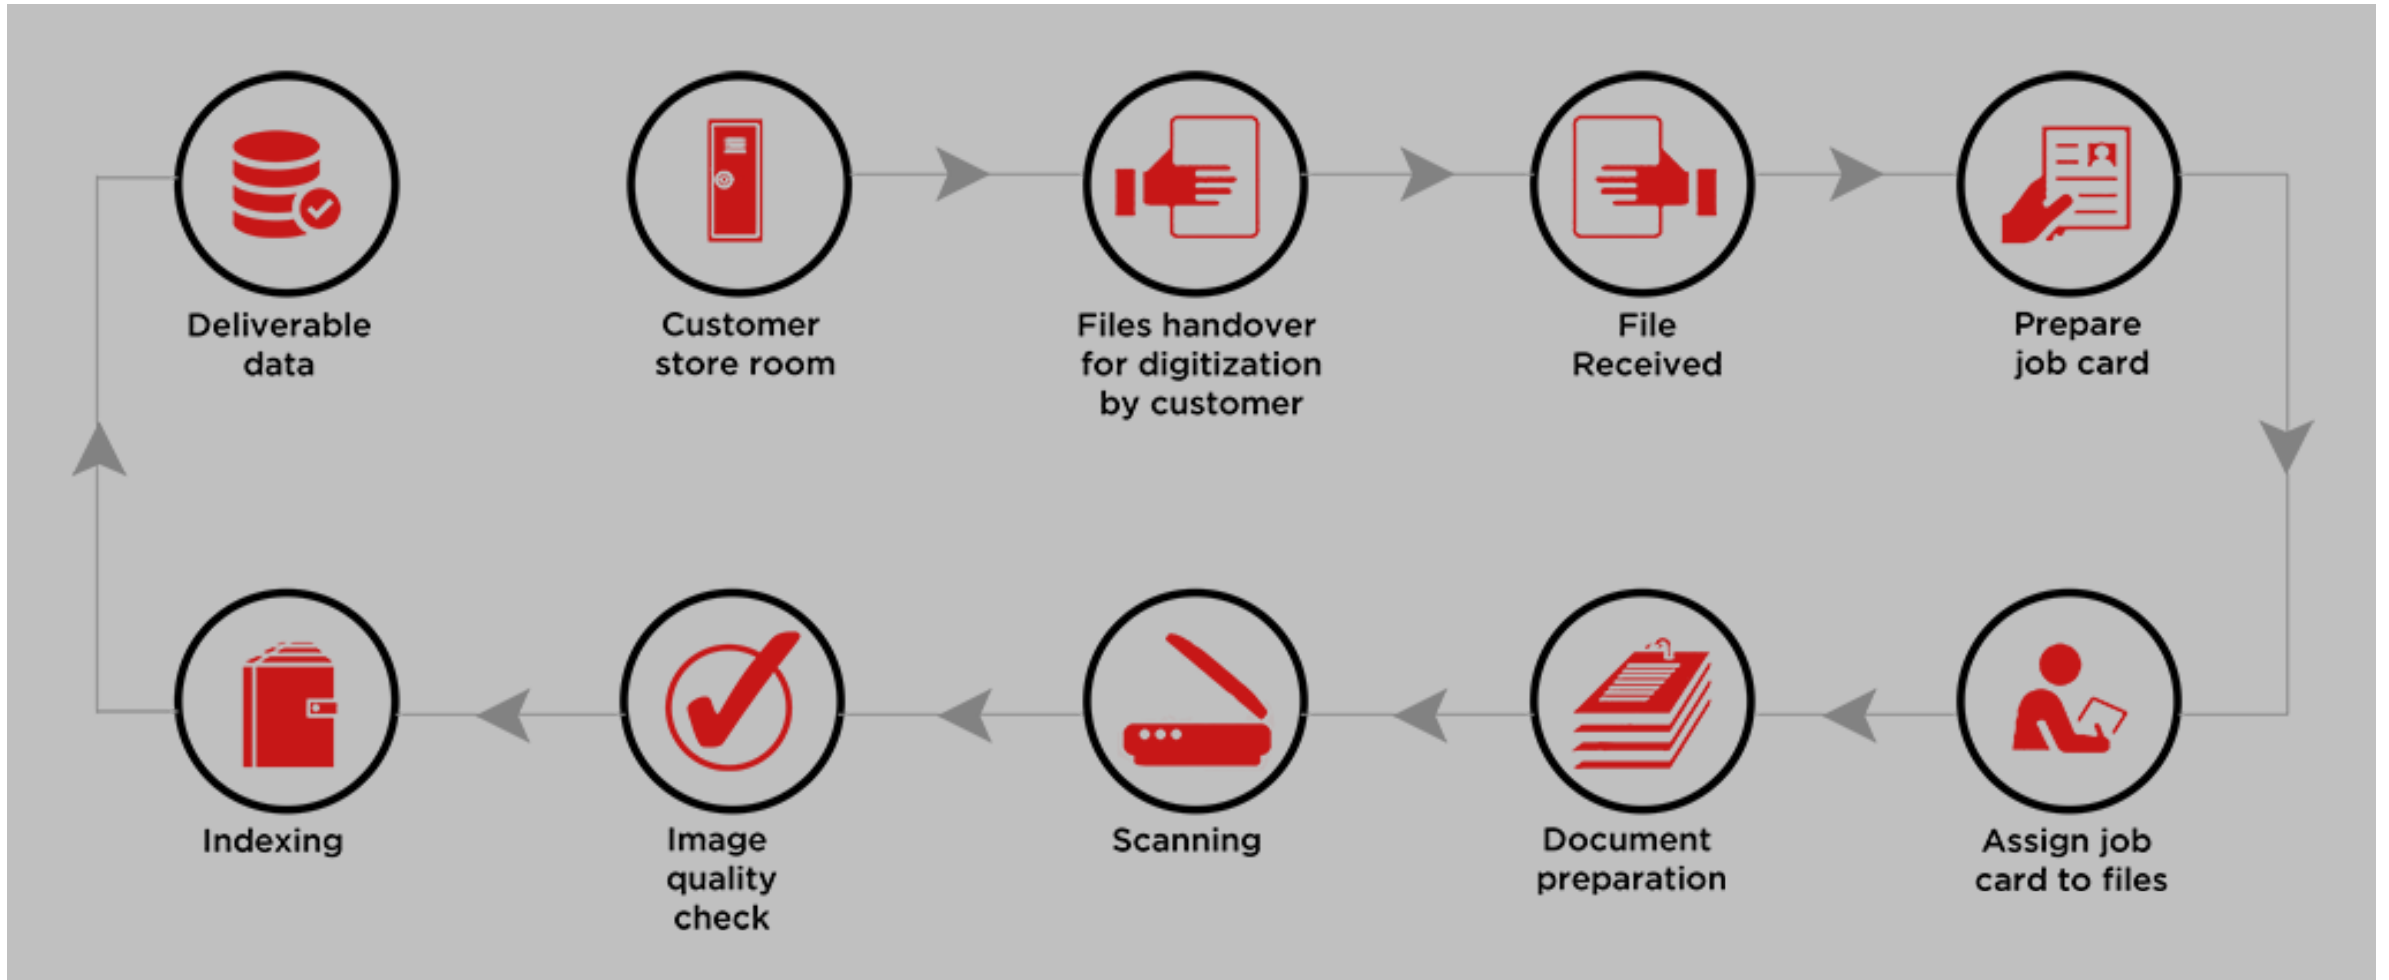 Deliverable
data
Customer
store room
Files handover
for digitization
by customer
File
Received
Prepare
job card
Indexing
Image
quality
check
Scanning
Document
preparation
Assign job
card to files